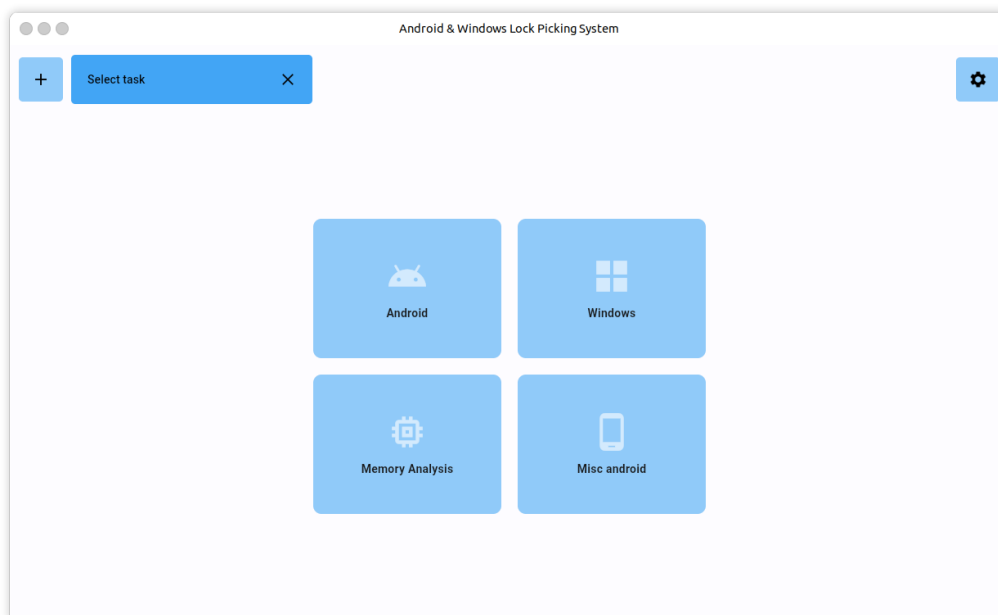 Android & Windows Lock Picking System
Select task
Android
Windows
Memory Analysis
Misc android